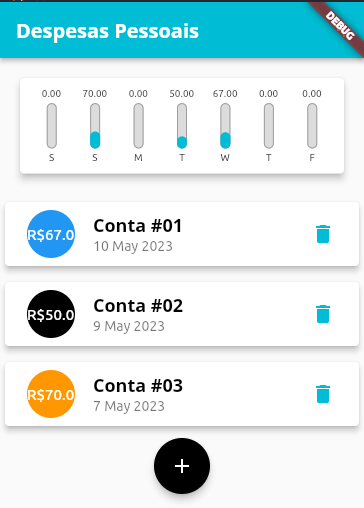 Despesas Pessoais
DEBUG
0.00 70.00 0.00 50.00 67.00 0.00 0.00
S S M T W T F
R$67.0 Conta #01
10 May 2023
R$50.0 Conta #02
9 May 2023
R$70.0 Conta #03
7 May 2023
+